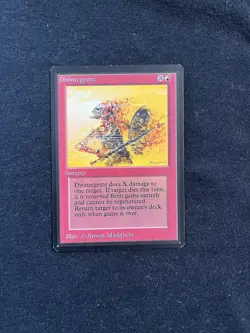 Disintegrate
X
Sorcery
Disintegrate does X damage to
one target. If target dies this turn,
it is removed from game entirely
and cannot be regenerated.
Return target to its owner's deck
only when game is over.
Illus. © Anson Maddocks